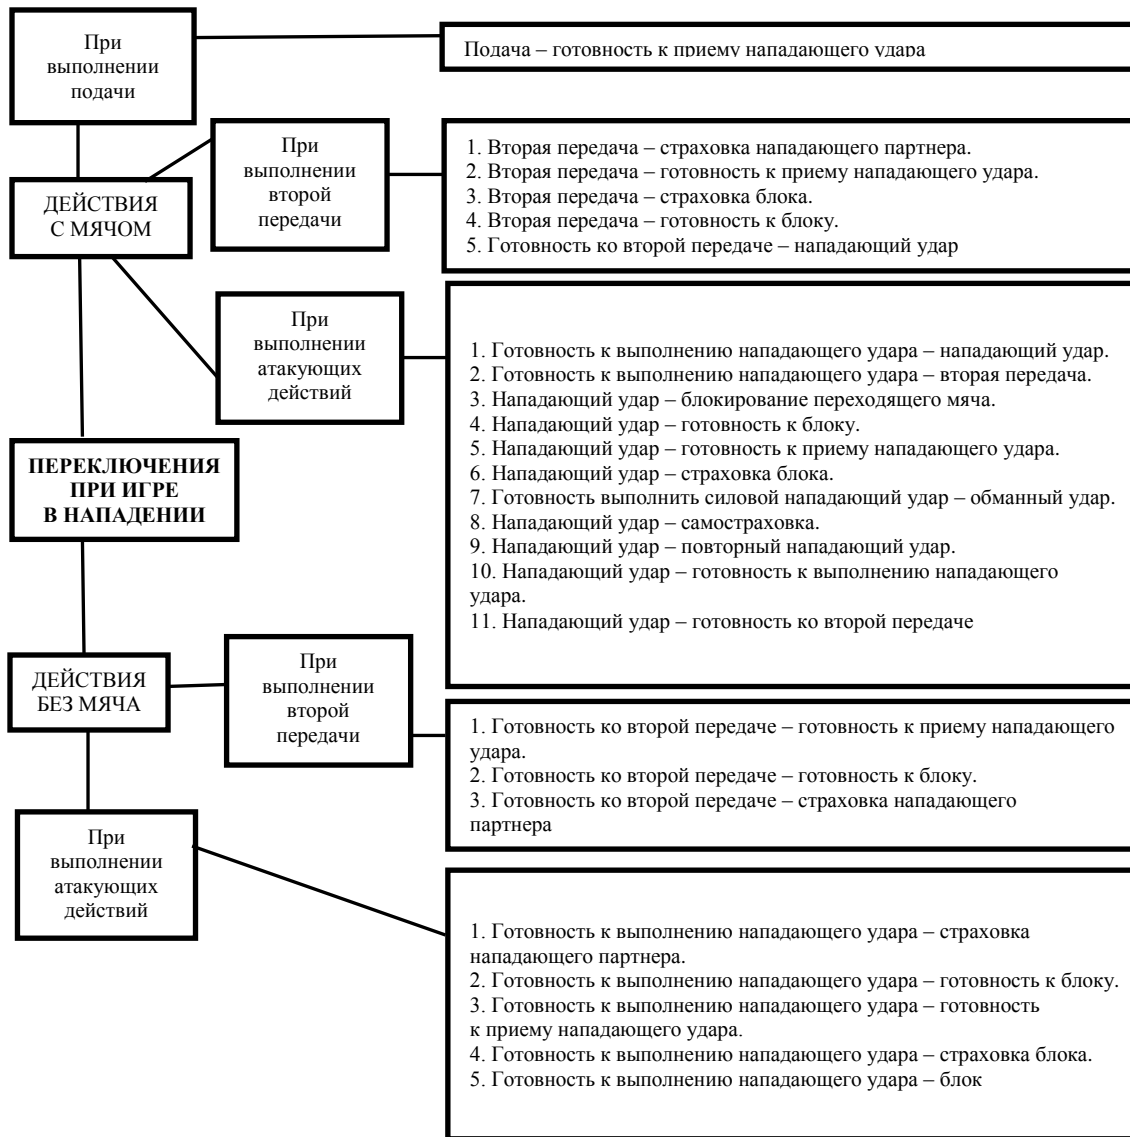 При
выполнении
подачи
Подача – готовность к приему нападающего удара
При
выполнении
второй
передачи
1. Вторая передача – страховка нападающего партнера.
2. Вторая передача – готовность к приему нападающего удара.
3. Вторая передача – страховка блока.
4. Вторая передача – готовность к блоку.
5. Готовность ко второй передаче – нападающий удар
ДЕЙСТВИЯ
С МЯЧОМ
При
выполнении
атакующих
действий
1. Готовность к выполнению нападающего удара – нападающий удар.
2. Готовность к выполнению нападающего удара – вторая передача.
3. Нападающий удар – блокирование переходящего мяча.
4. Нападающий удар – готовность к блоку.
5. Нападающий удар – готовность к приему нападающего удара.
6. Нападающий удар – страховка блока.
7. Готовность выполнить силовой нападающий удар – обманный удар.
8. Нападающий удар – самостраховка.
9. Нападающий удар – повторный нападающий удар.
10. Нападающий удар – готовность к выполнению нападающего
удара.
11. Нападающий удар – готовность ко второй передаче
ПЕРЕКЛЮЧЕНИЯ
ПРИ ИГРЕ
В НАПАДЕНИИ
ДЕЙСТВИЯ
БЕЗ МЯЧА
При
выполнении
второй
передачи
1. Готовность ко второй передаче – готовность к приему нападающего
удара.
2. Готовность ко второй передаче – готовность к блоку.
3. Готовность ко второй передаче – страховка нападающего
партнера
При
выполнении
атакующих
действий
1. Готовность к выполнению нападающего удара – страховка
нападающего партнера.
2. Готовность к выполнению нападающего удара – готовность к блоку.
3. Готовность к выполнению нападающего удара – готовность
к приему нападающего удара.
4. Готовность к выполнению нападающего удара – страховка блока.
5. Готовность к выполнению нападающего удара – блок